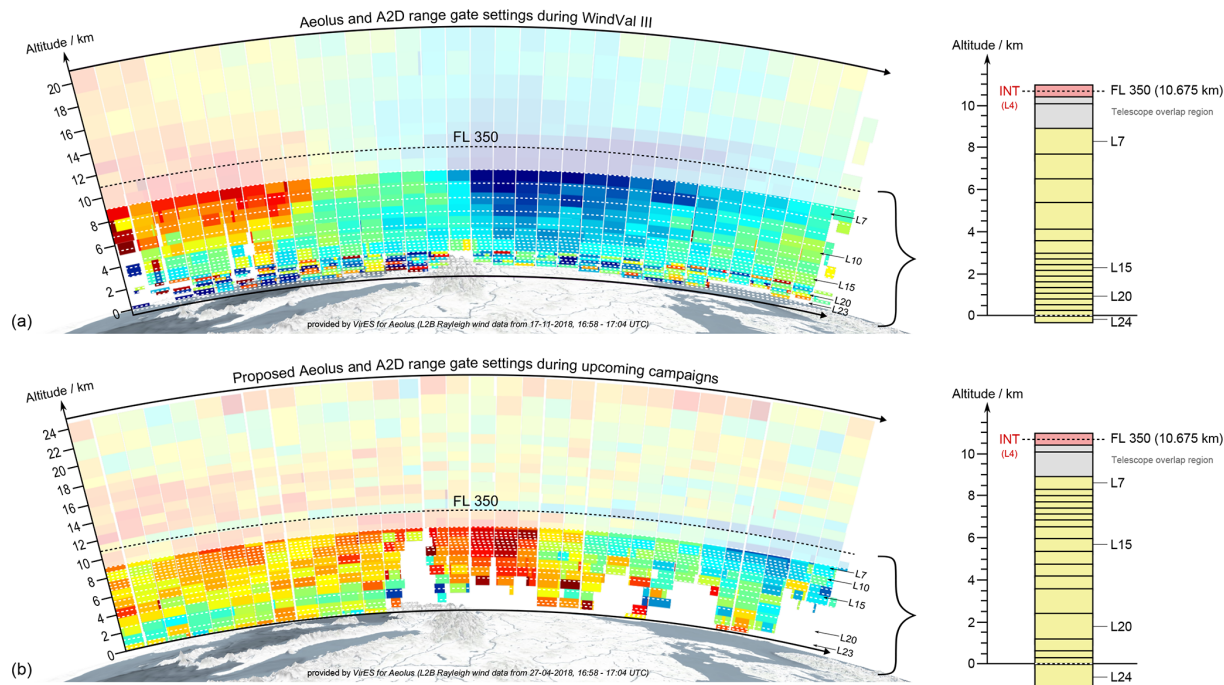 Aeolus and A2D range gate settings during WindVal III
Altitude / km
20
18
16
14
12
10
8
6
4
2
0
FL 350
L7
L10
L15
L20
L23
(a)
provided by VirES for Aeolus (L2B Rayleigh wind data from 17-11-2018, 16:58 - 17:04 UTC)
Altitude / km
INT
(L4)
FL 350 (10.675 km)
Telescope overlap region
10
8
6
4
2
0
L7
L15
L20
L24
Proposed Aeolus and A2D range gate settings during upcoming campaigns
Altitude / km
24
22
20
18
16
14
12
10
8
6
4
2
0
FL 350
L7
L10
L15
L20
L23
(b)
provided by VirES for Aeolus (L2B Rayleigh wind data from 27-04-2018, 16:58 - 17:04 UTC)
Altitude / km
INT
(L4)
FL 350 (10.675 km)
Telescope overlap region
10
8
6
4
2
0
L7
L15
L20
L24